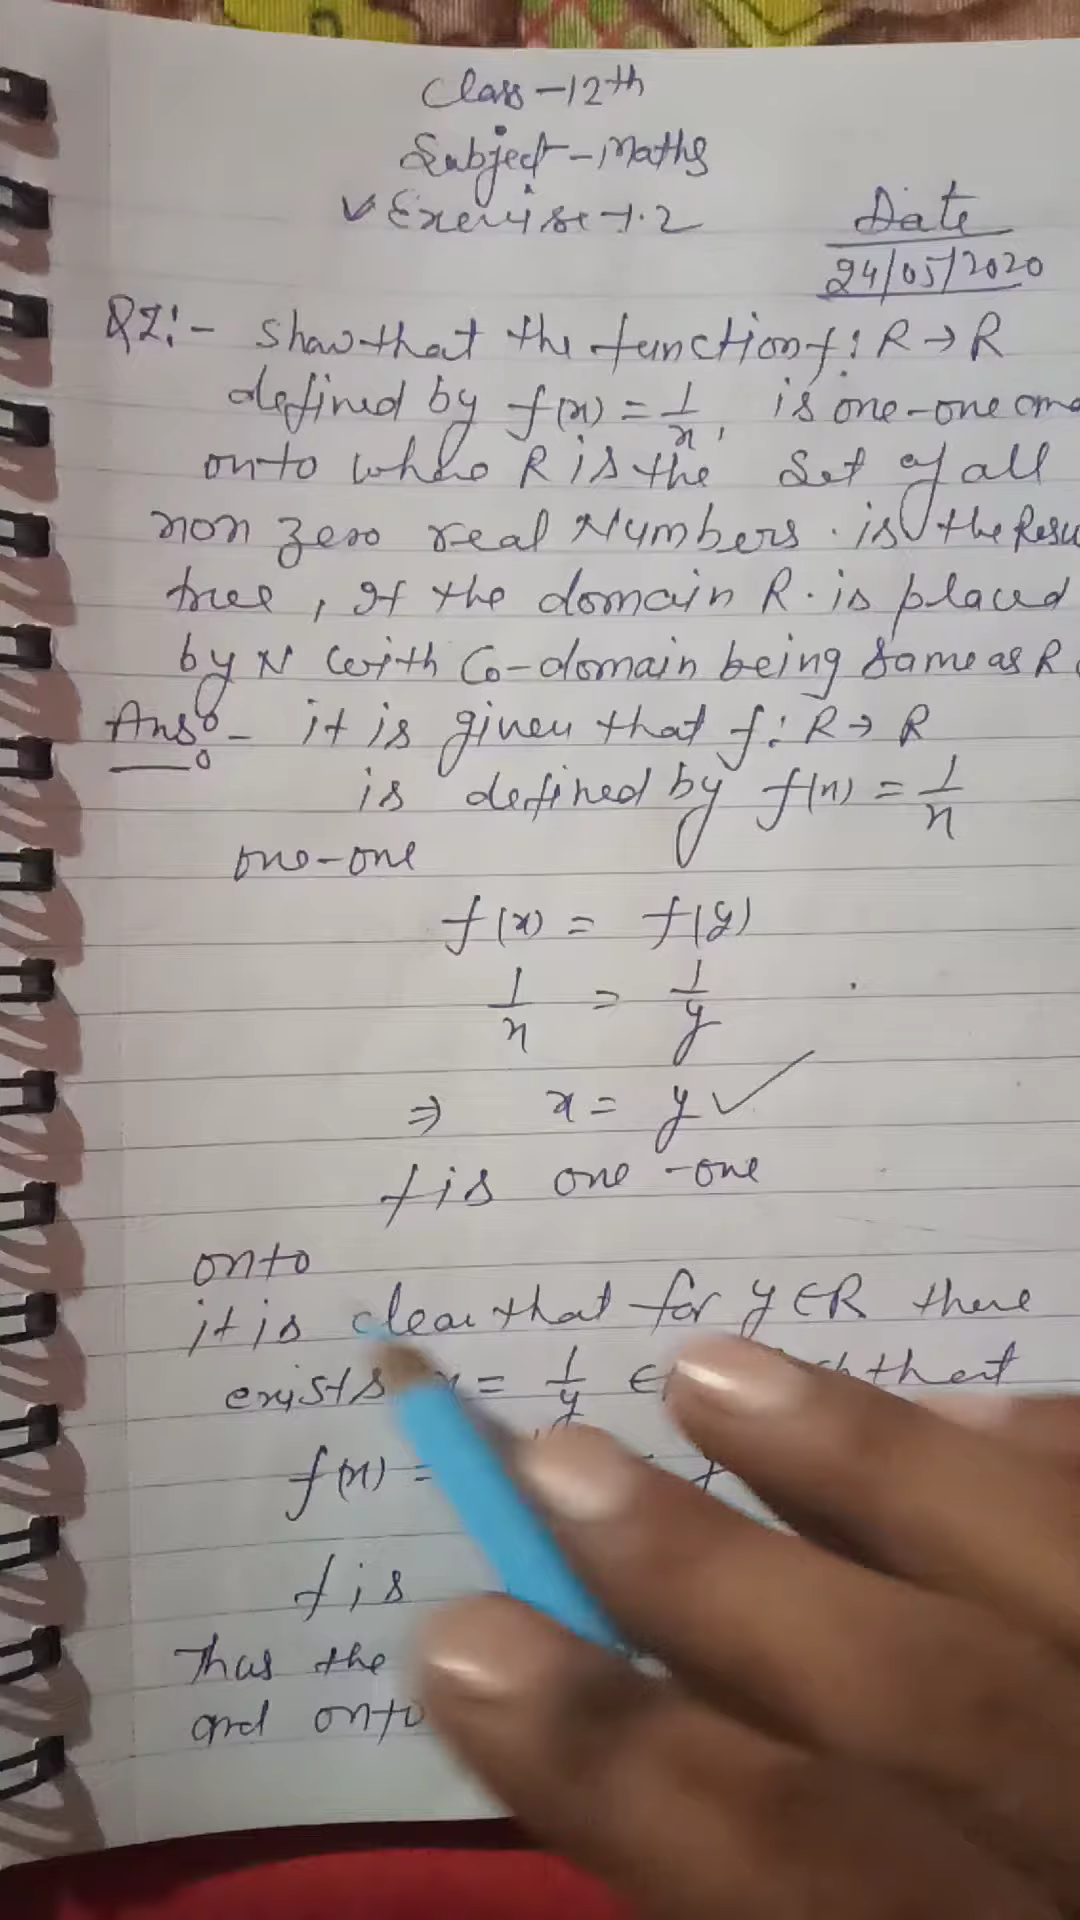 Class-12th
Subject-Maths
✓ Exercise-1.2
Date
24/05/2020
Q1:- Show that the function f: R→R
defined by f(x) = 1/x, is one-one
onto where R is the Set of all
non zero real Numbers. is the Resu
true, If the domain R. is placed
by N with Co-domain being same as R
Ans:- it is given that f: R→R
is defined by f(x) = 1/x
one-one
f(x) = f(y)
1/x = 1/y
⇒ x = y ✓
f is one-one
onto
it is clear that for y∈R there
exists x = 1/y ∈ that
f(x) =
f is
Thus the
and onto